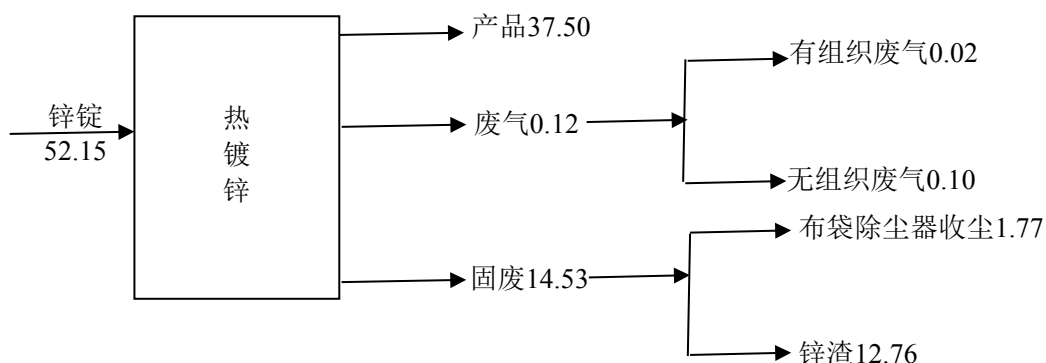 锌锭
52.15
热
镀
锌
产品37.50
废气0.12
有组织废气0.02
无组织废气0.10
固废14.53
布袋除尘器收尘1.77
锌渣12.76